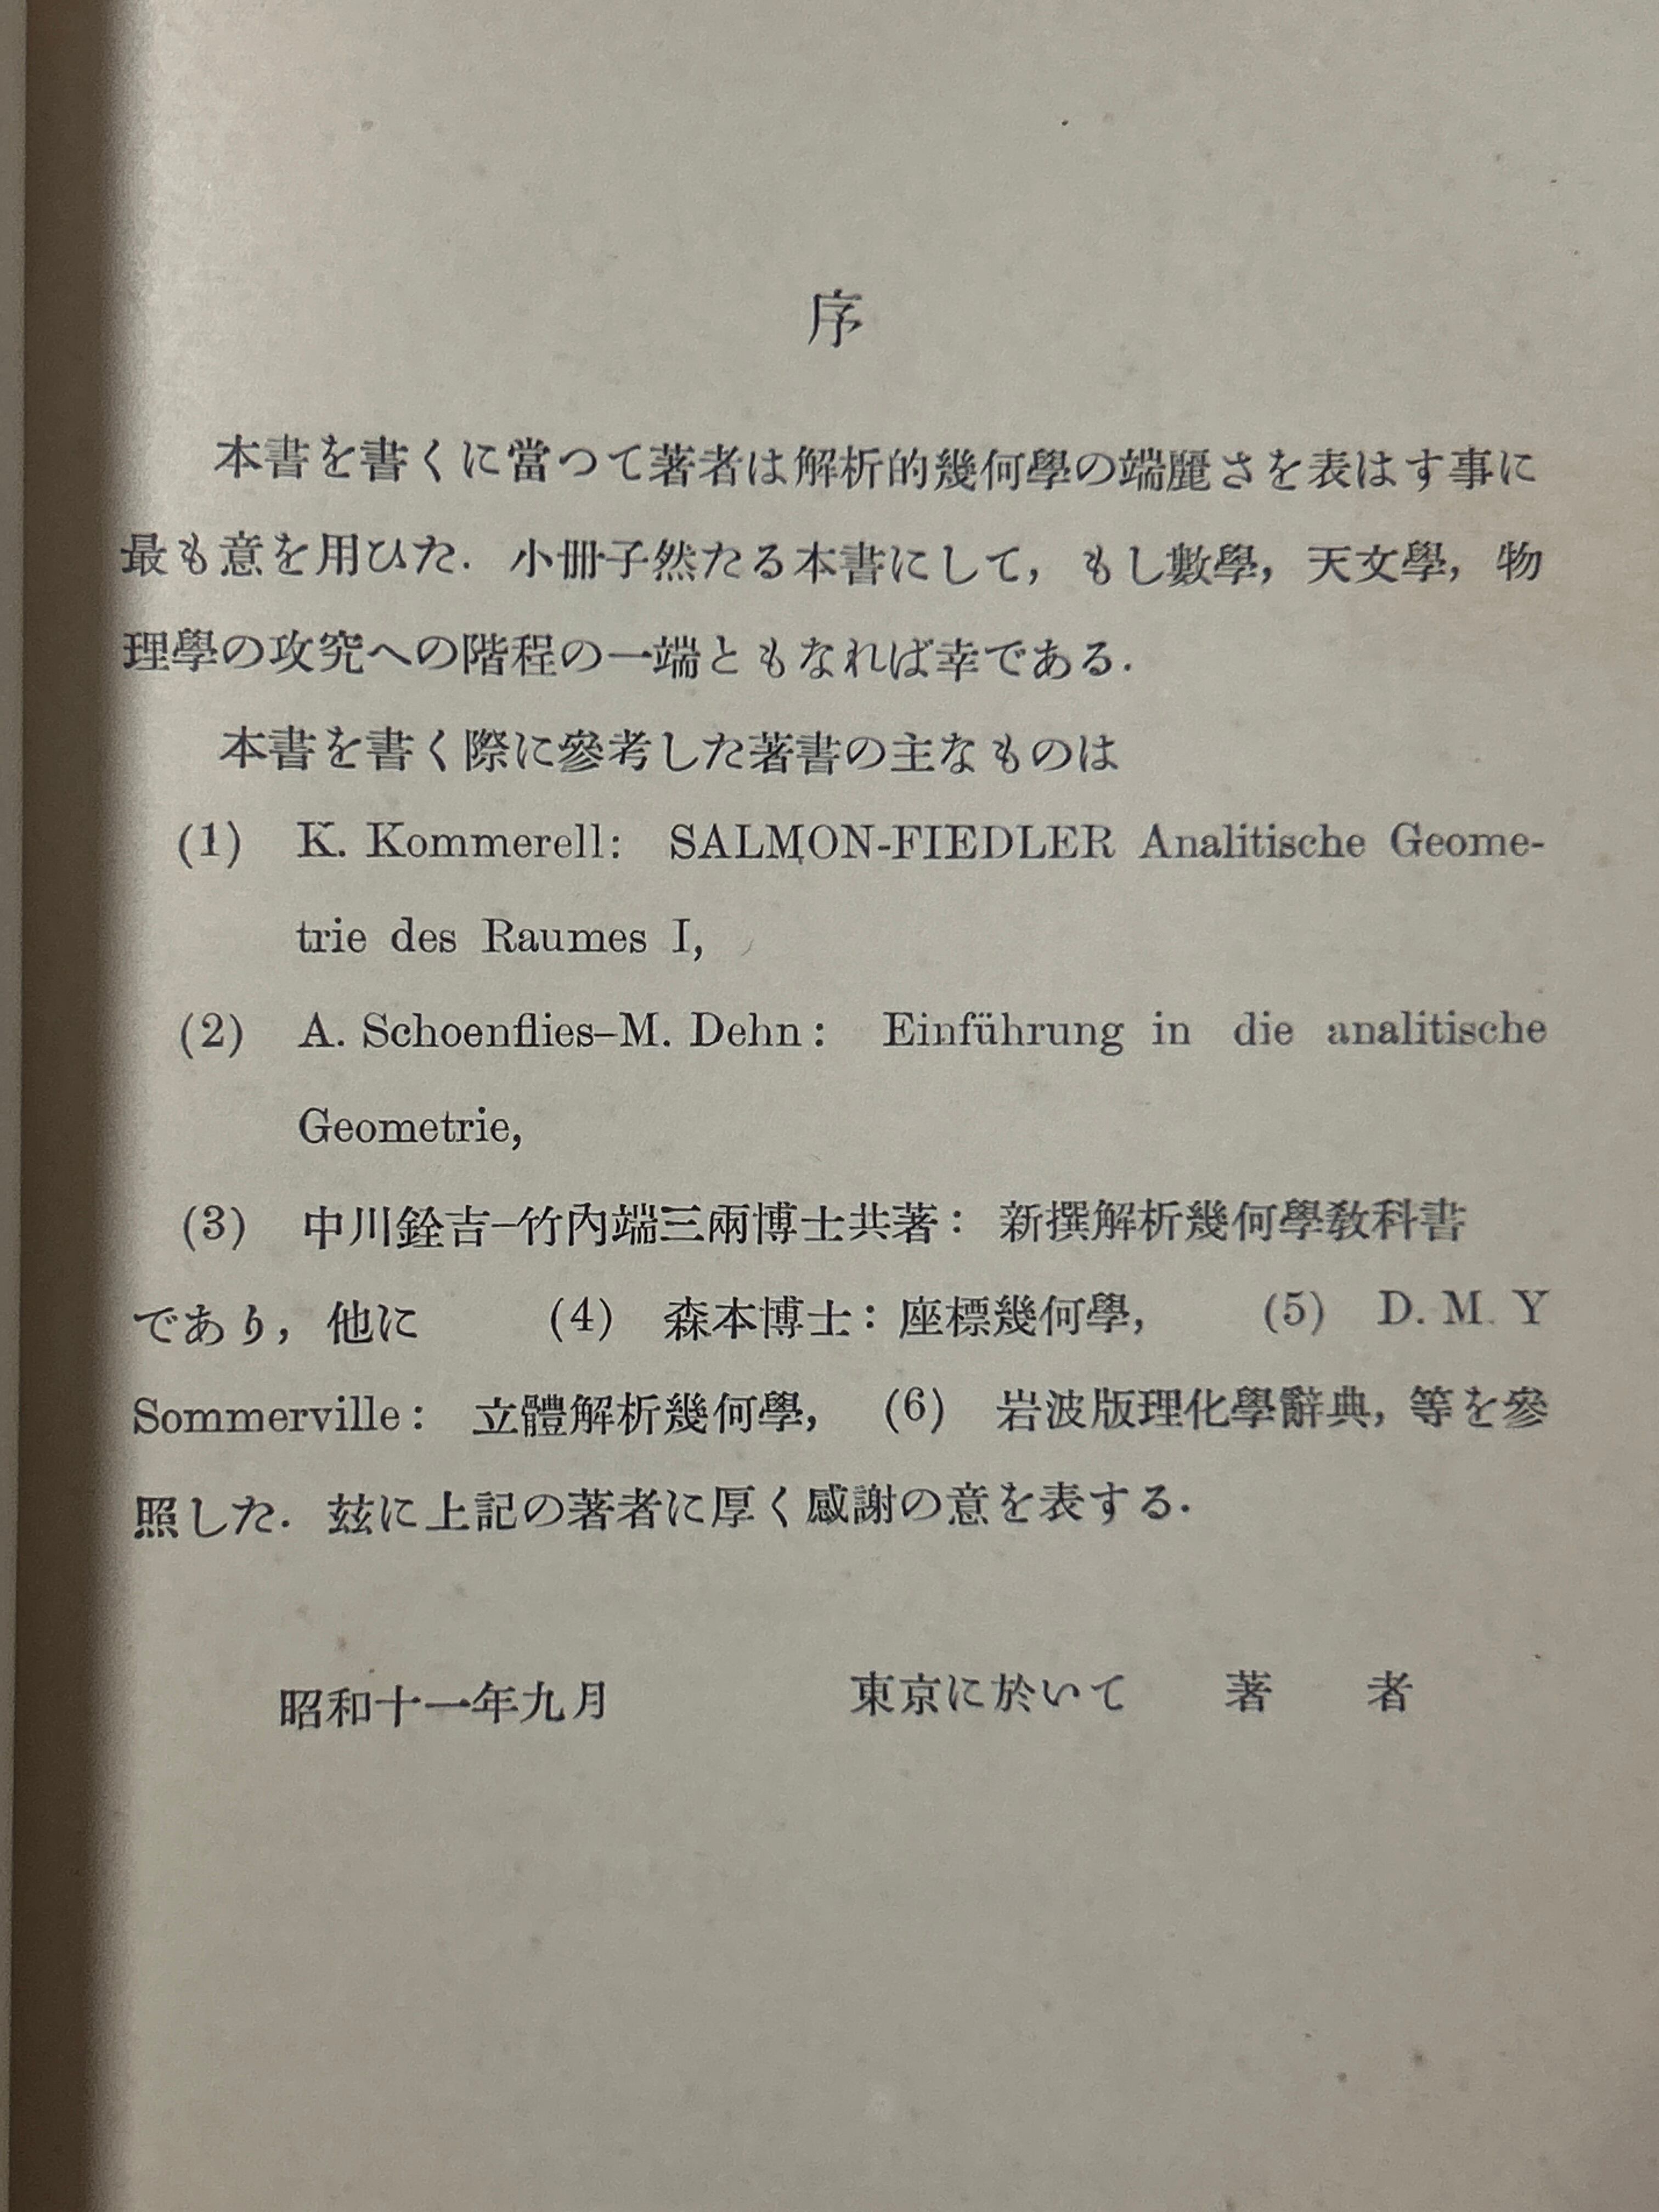 序
本書を書くに當つて著者は解析的幾何學の端麗さを表はす事に
最も意を用ひた. 小冊子然たる本書にして, もし數學, 天文學, 物
理學の攻究への階程の一端ともなれば幸である.
本書を書く際に參考した著書の主なものは
(1) K. Kommerell: SALMON-FIEDLER Analitische Geome-
trie des Raumes I,
(2) A. Schoenflies–M. Dehn: Einführung in die analitische
Geometrie,
(3) 中川銓吉–竹內端三兩博士共著: 新撰解析幾何學敎科書
であり, 他に (4) 森本博士: 座標幾何學, (5) D. M. Y
Sommerville: 立體解析幾何學, (6) 岩波版理化學辭典, 等を參
照した. 玆に上記の著者に厚く感謝の意を表する.
昭和十一年九月 東京に於いて 著 者